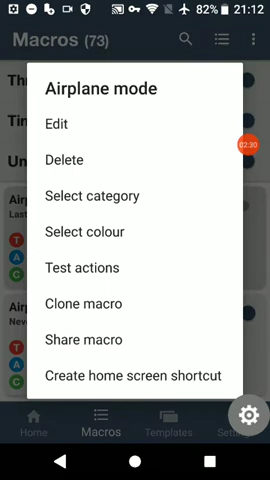 82% 21:12
Macros (73)
Airplane mode
Edit
02:30
Delete
Select category
Select colour
Test actions
Clone macro
Share macro
Create home screen shortcut
T
A
C
T
A
C
Home Macros Templates